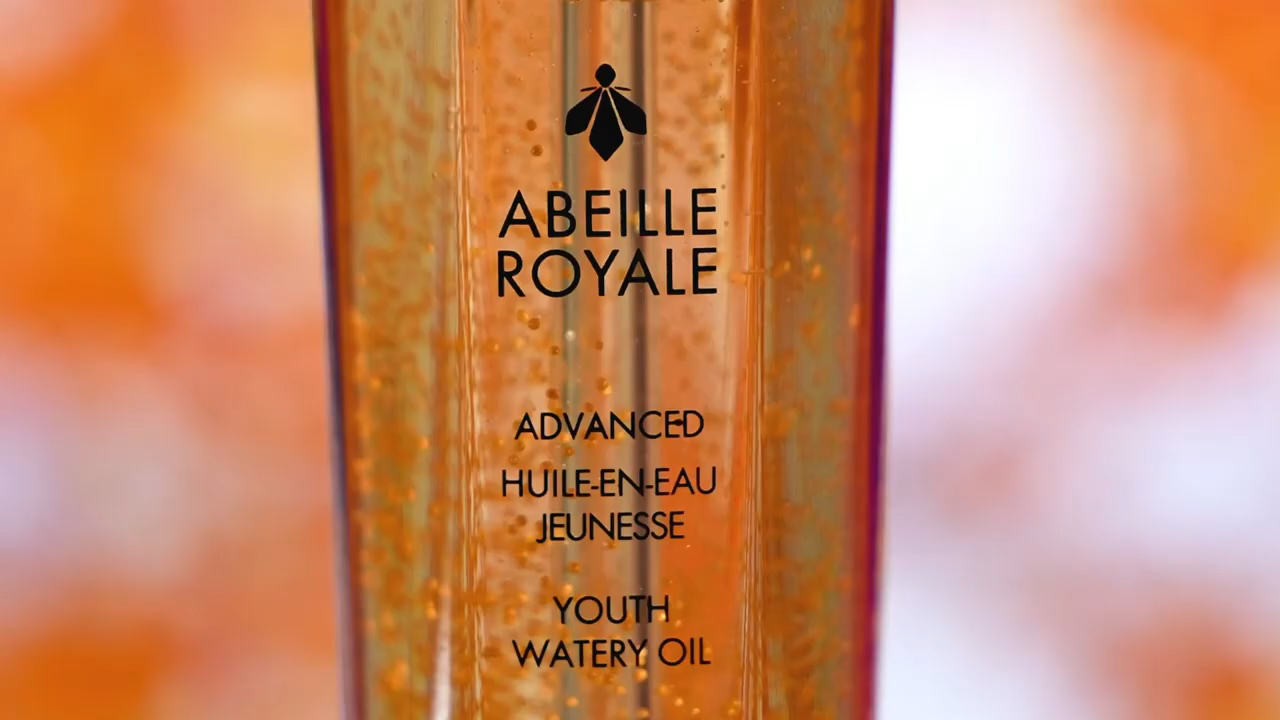 ABEILLE
ROYALE
ADVANCED
HUILE-EN-EAU
JEUNESSE
YOUTH
WATERY OIL